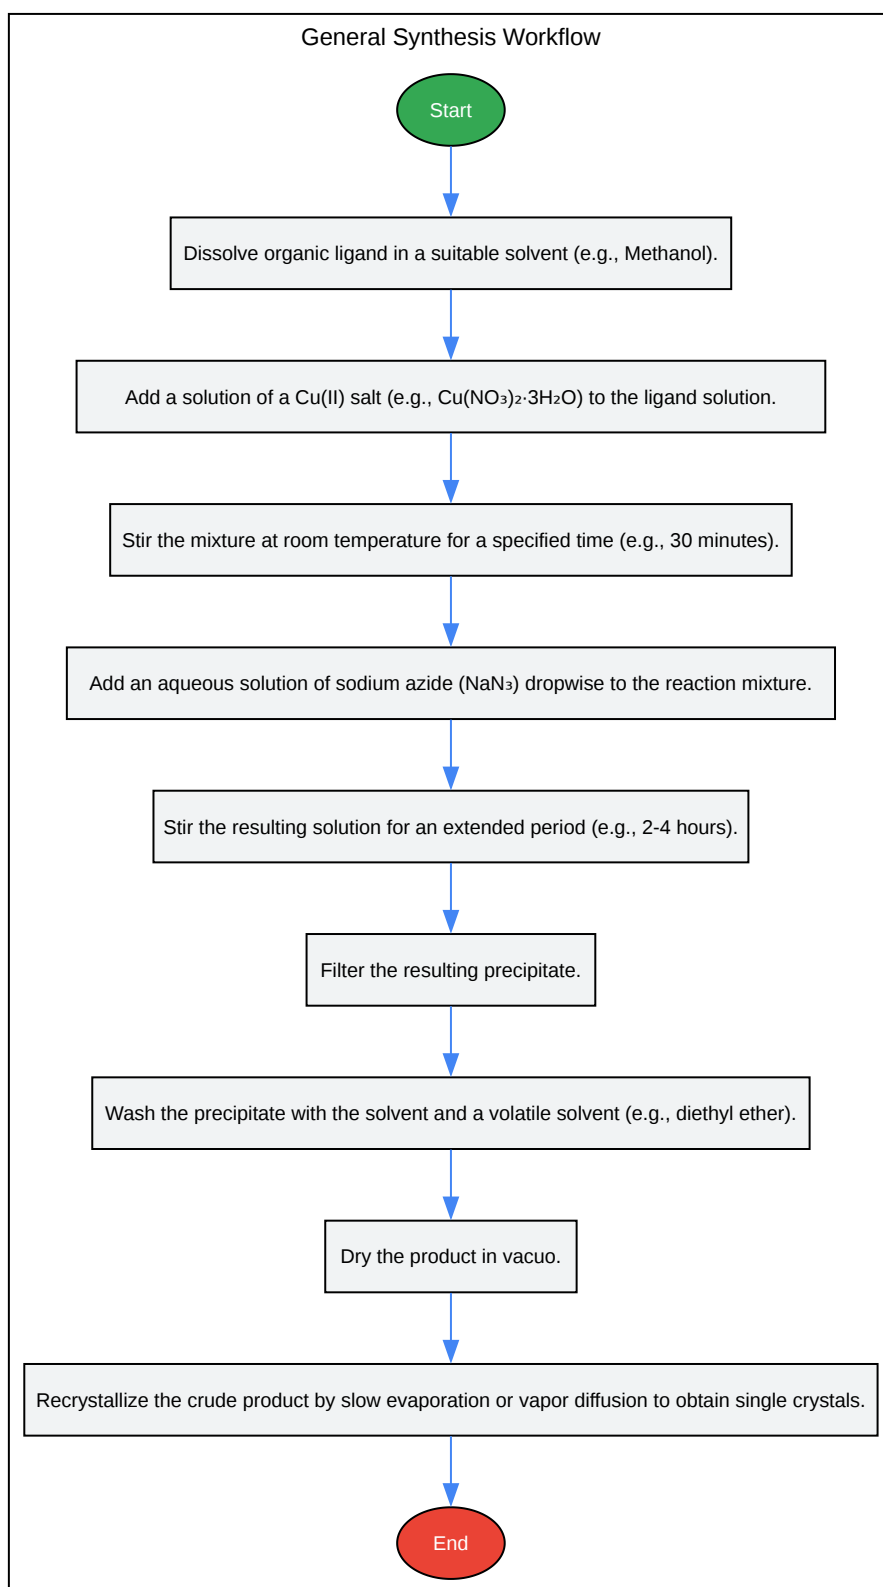 General Synthesis Workflow
Start
Dissolve organic ligand in a suitable solvent (e.g., Methanol).
Add a solution of a Cu(II) salt (e.g., Cu(NO₃)₂·3H₂O) to the ligand solution.
Stir the mixture at room temperature for a specified time (e.g., 30 minutes).
Add an aqueous solution of sodium azide (NaN₃) dropwise to the reaction mixture.
Stir the resulting solution for an extended period (e.g., 2-4 hours).
Filter the resulting precipitate.
Wash the precipitate with the solvent and a volatile solvent (e.g., diethyl ether).
Dry the product in vacuo.
Recrystallize the crude product by slow evaporation or vapor diffusion to obtain single crystals.
End